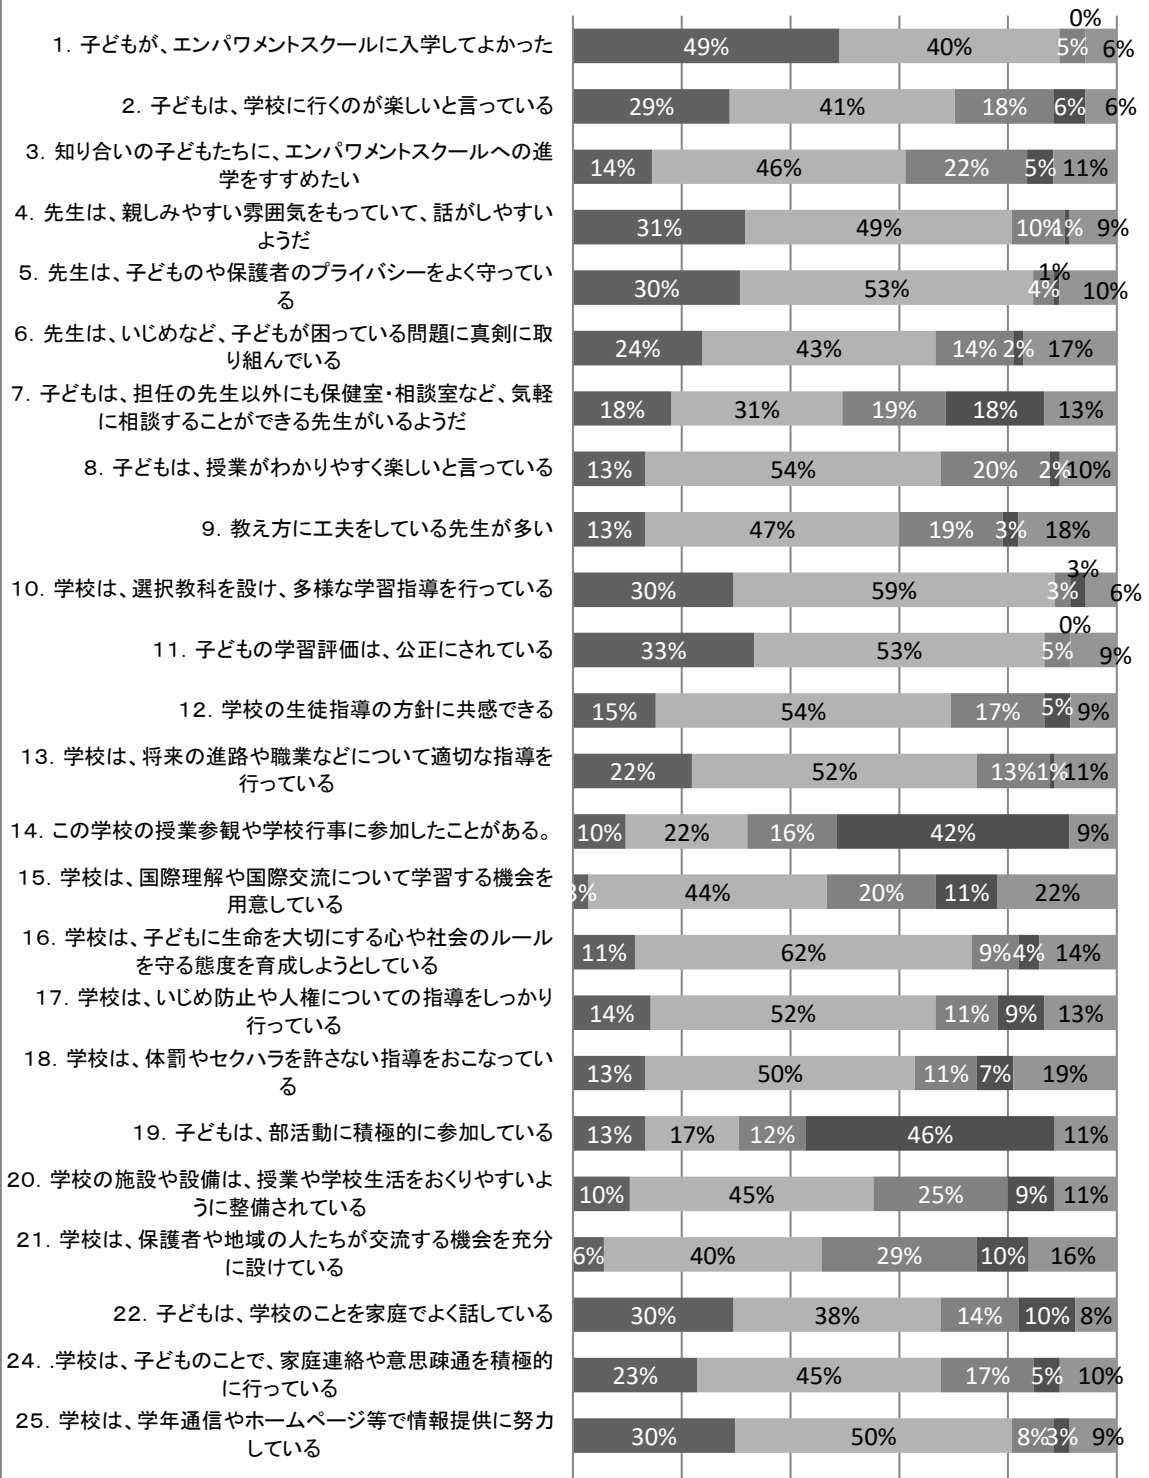 0%
1．子どもが、エンパワメントスクールに入学してよかった
49% 40% 5% 6%
2．子どもは、学校に行くのが楽しいと言っている
29% 41% 18% 6% 6%
3．知り合いの子どもたちに、エンパワメントスクールへの進
学をすすめたい
14% 46% 22% 5% 11%
4．先生は、親しみやすい雰囲気をもっていて、話がしやすい
ようだ
31% 49% 10% 1% 9%
5．先生は、子どものや保護者のプライバシーをよく守ってい
る
30% 53% 4% 1% 10%
6．先生は、いじめなど、子どもが困っている問題に真剣に取
り組んでいる
24% 43% 14% 2% 17%
7．子どもは、担任の先生以外にも保健室・相談室など、気軽
に相談することができる先生がいるようだ
18% 31% 19% 18% 13%
8．子どもは、授業がわかりやすく楽しいと言っている
13% 54% 20% 2% 10%
9．教え方に工夫をしている先生が多い
13% 47% 19% 3% 18%
10．学校は、選択教科を設け、多様な学習指導を行っている
30% 59% 3% 3% 6%
11．子どもの学習評価は、公正にされている
33% 53% 5% 0% 9%
12．学校の生徒指導の方針に共感できる
15% 54% 17% 5% 9%
13．学校は、将来の進路や職業などについて適切な指導を
行っている
22% 52% 13% 1% 11%
14．この学校の授業参観や学校行事に参加したことがある。
10% 22% 16% 42% 9%
15．学校は、国際理解や国際交流について学習する機会を
用意している
3% 44% 20% 11% 22%
16．学校は、子どもに生命を大切にする心や社会のルール
を守る態度を育成しようとしている
11% 62% 9% 4% 14%
17．学校は、いじめ防止や人権についての指導をしっかり
行っている
14% 52% 11% 9% 13%
18．学校は、体罰やセクハラを許さない指導をおこなってい
る
13% 50% 11% 7% 19%
19．子どもは、部活動に積極的に参加している
13% 17% 12% 46% 11%
20．学校の施設や設備は、授業や学校生活をおくりやすいよ
うに整備されている
10% 45% 25% 9% 11%
21．学校は、保護者や地域の人たちが交流する機会を充分
に設けている
6% 40% 29% 10% 16%
22．子どもは、学校のことを家庭でよく話している
30% 38% 14% 10% 8%
24．.学校は、子どものことで、家庭連絡や意思疎通を積極的
に行っている
23% 45% 17% 5% 10%
25．学校は、学年通信やホームページ等で情報提供に努力
している
30% 50% 8% 3% 9%